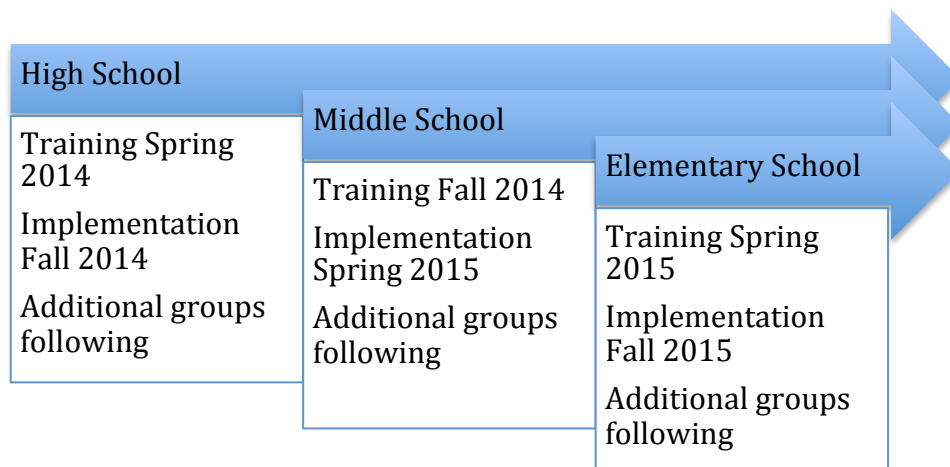 High School
Training Spring
2014
Implementation
Fall 2014
Additional groups
following
Middle School
Training Fall 2014
Implementation
Spring 2015
Additional groups
following
Elementary School
Training Spring
2015
Implementation
Fall 2015
Additional groups
following